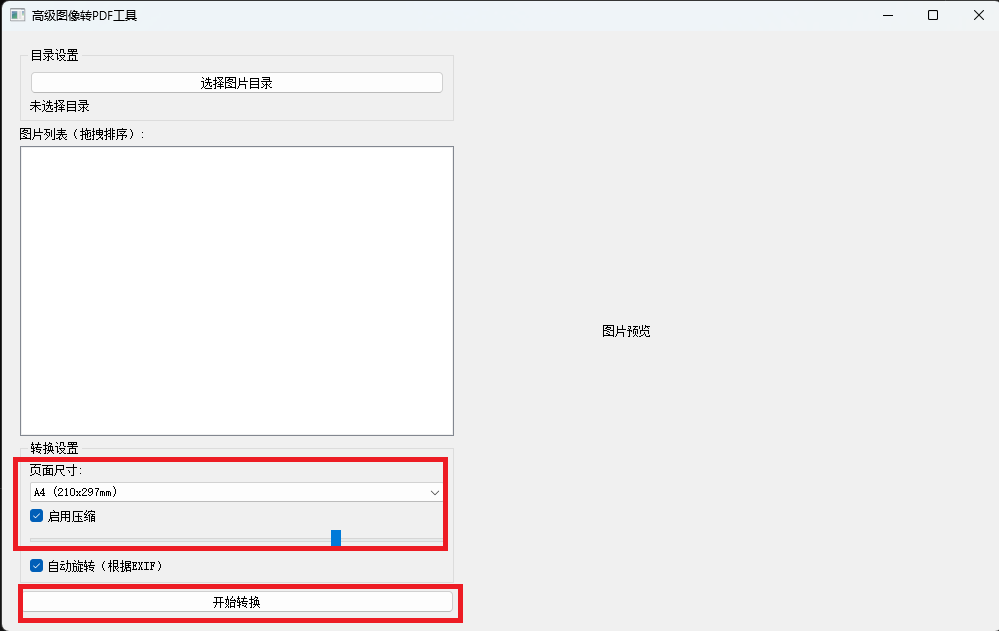 高级图像转PDF工具
目录设置
选择图片目录
未选择目录
图片列表（拖拽排序）:
图片预览
转换设置
页面尺寸:
A4 (210x297mm)
启用压缩
自动旋转（根据EXIF）
开始转换